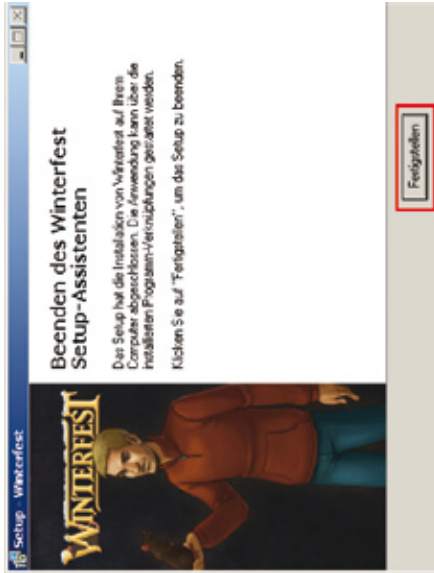 Setup - Winterfest
WINTERFEST
Beenden des Winterfest
Setup-Assistenten
Das Setup hat die Installation von Winterfest auf Ihrem
Computer abgeschlossen. Die Anwendung kann über die
installierten Programm-Verknüpfungen gestartet werden.
Klicken Sie auf "Fertigstellen", um das Setup zu beenden.
Fertigstellen